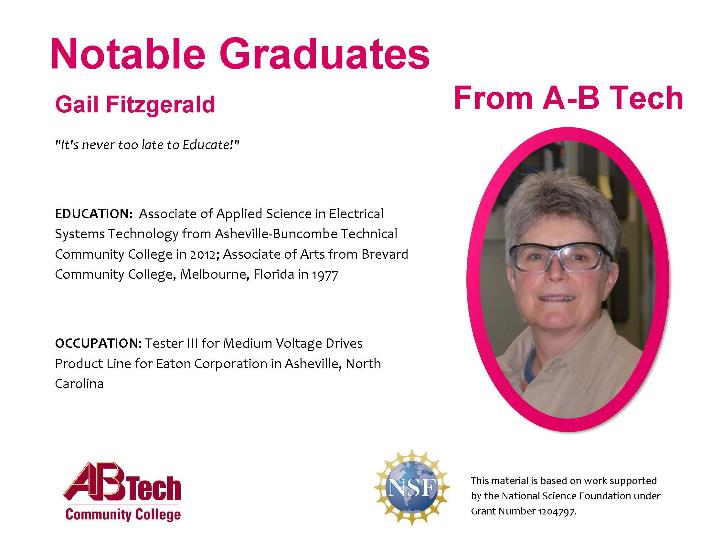 Notable Graduates
From A-B Tech
Gail Fitzgerald
"It's never too late to Educate!"
EDUCATION: Associate of Applied Science in Electrical
Systems Technology from Asheville-Buncombe Technical
Community College in 2012; Associate of Arts from Brevard
Community College, Melbourne, Florida in 1977
OCCUPATION: Tester III for Medium Voltage Drives
Product Line for Eaton Corporation in Asheville, North
Carolina
ABTech
Community College
NSF
This material is based on work supported
by the National Science Foundation under
Grant Number 1204797.